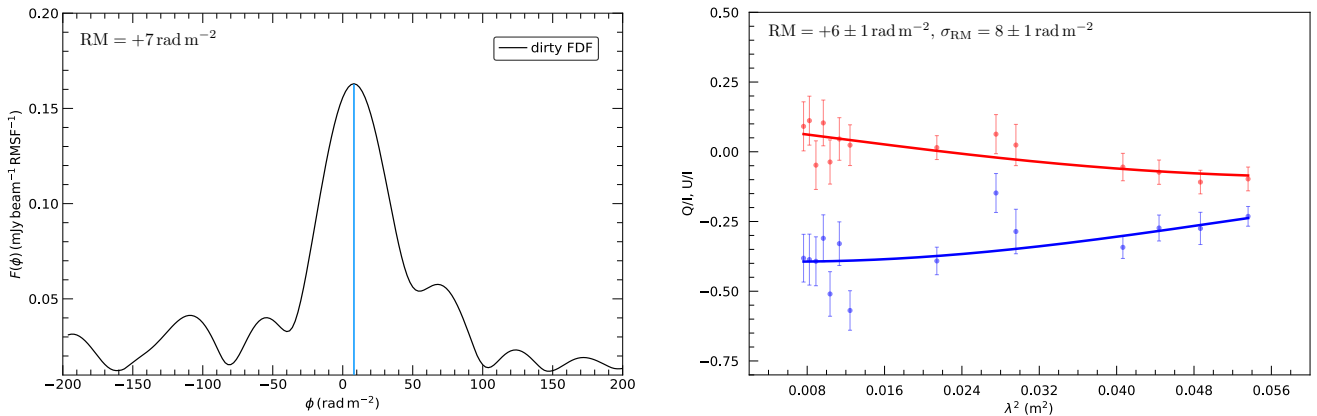 RM = +7 rad m−2
dirty FDF
F(ϕ) (mJy beam−1 RMSF−1)
0.20
0.15
0.10
0.05
−200 −150 −100 −50 0 50 100 150 200
ϕ (rad m−2)
RM = +6 ± 1 rad m−2, σRM = 8 ± 1 rad m−2
Q/I, U/I
0.50
0.25
0.00
−0.25
−0.50
−0.75
0.008 0.016 0.024 0.032 0.040 0.048 0.056
λ2 (m2)